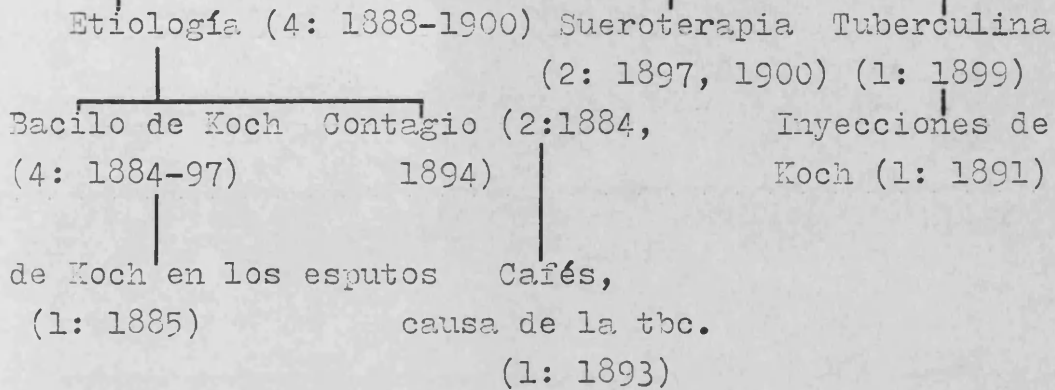 Etiología (4: 1888-1900) Sueroterapia Tuberculina
(2: 1897, 1900) (1: 1899)
Bacilo de Koch Contagio (2:1884, Inyecciones de
(4: 1884-97) 1894) Koch (1: 1891)
de Koch en los esputos Cafés,
(1: 1885) causa de la tbc.
(1: 1893)